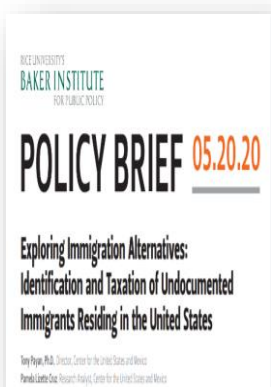 RICE UNIVERSITY'S
BAKER INSTITUTE
FOR PUBLIC POLICY
POLICY BRIEF 05.20.20
Exploring Immigration Alternatives:
Identification and Taxation of Undocumented
Immigrants Residing in the United States
Tony Payan, Ph.D., Director, Center for the United States and Mexico
Pamela Lizette Cruz, Research Analyst, Center for the United States and Mexico